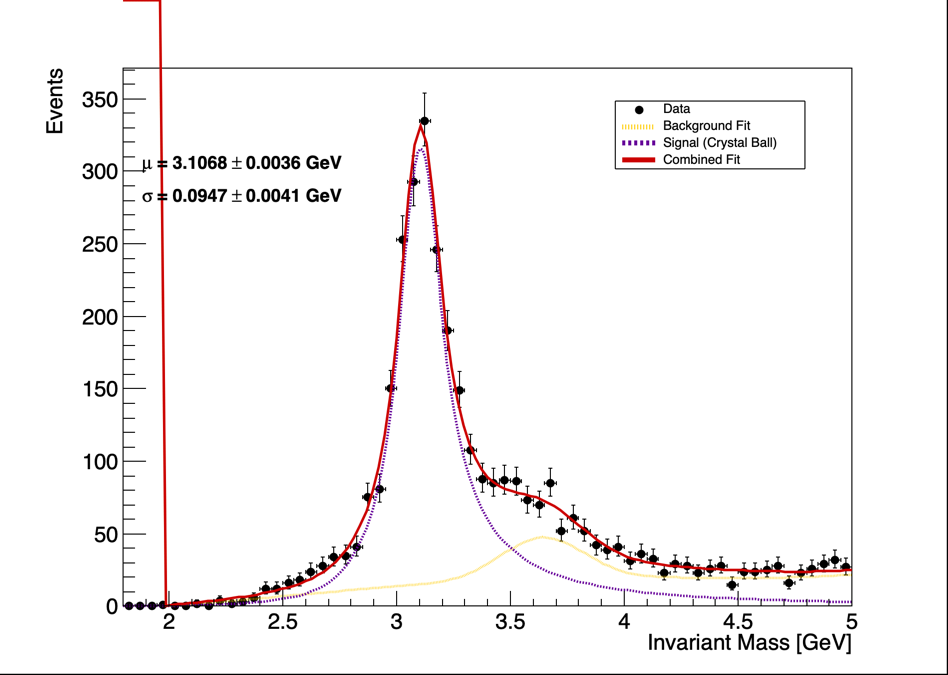 Events
350
300
250
200
150
100
50
0
μ = 3.1068 ± 0.0036 GeV
σ = 0.0947 ± 0.0041 GeV
Data
Background Fit
Signal (Crystal Ball)
Combined Fit
2 2.5 3 3.5 4 4.5 5
Invariant Mass [GeV]